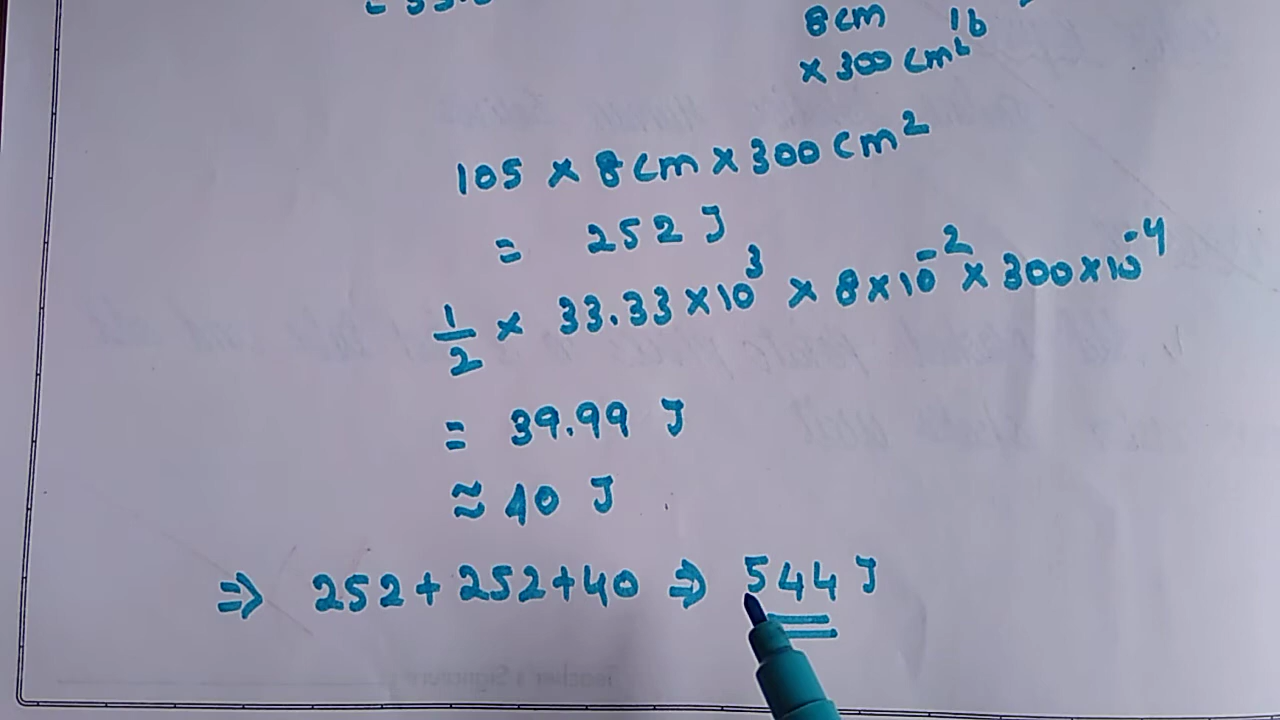 8cm
× 300 cm²
105 × 8cm × 300 cm²
= 252 J
1/2 × 33.33×10³ × 8×10⁻² × 300×10⁻⁴
= 39.99 J
≈ 40 J
⇒ 252+252+40 ⇒ 544 J